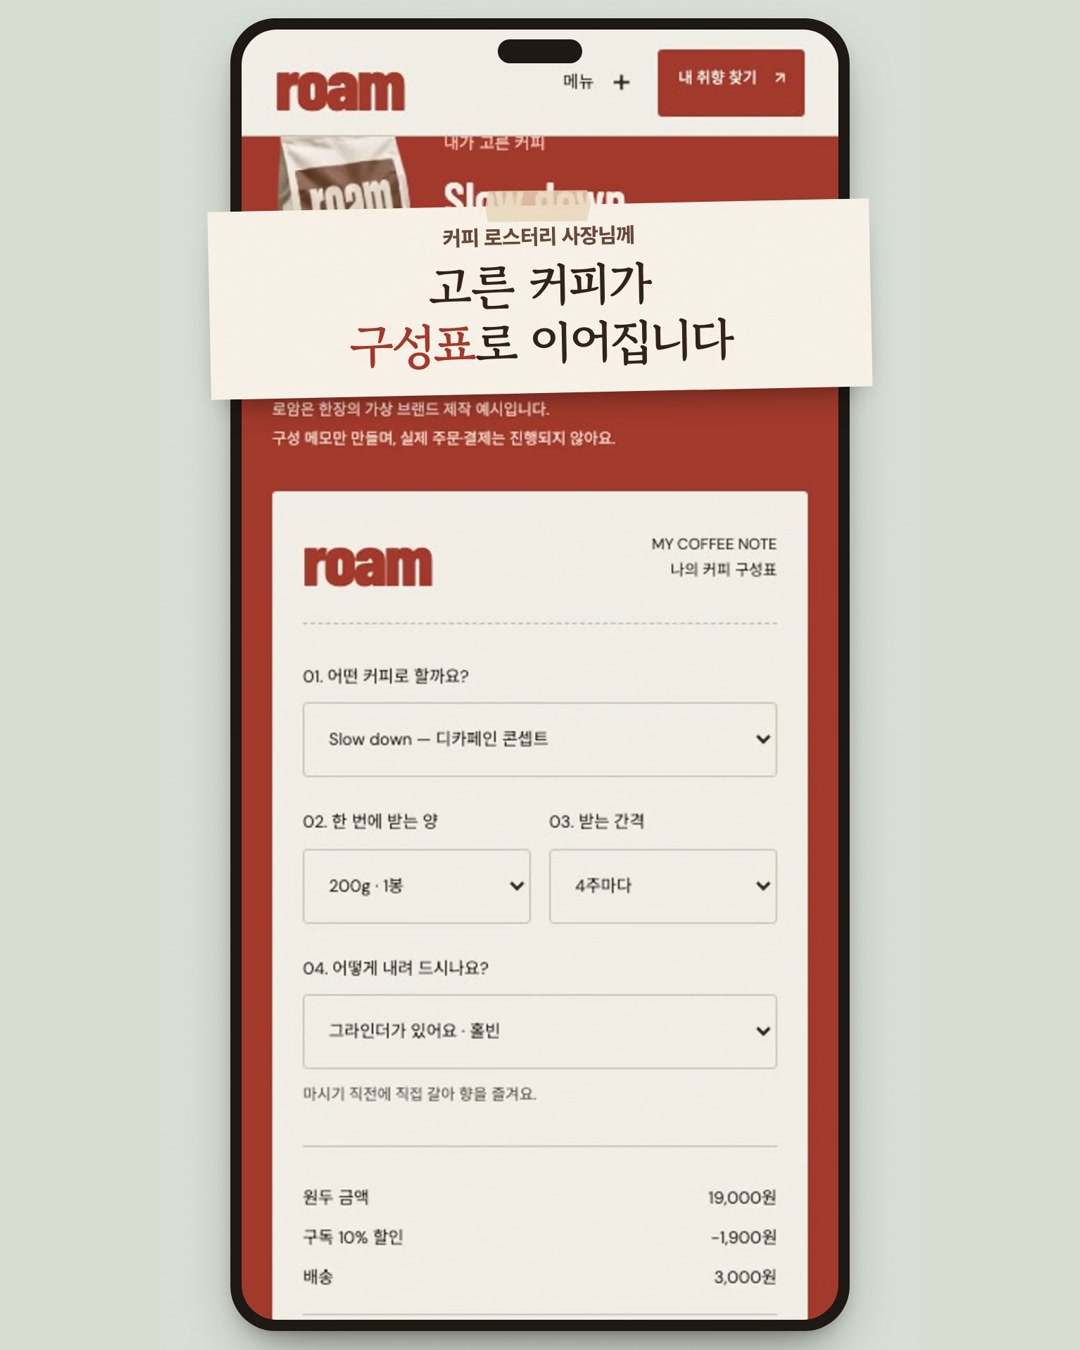 roam
메뉴 +
내 취향 찾기 ↗
내가 고른 커피
roam
Slow down
커피 로스터리 사장님께
고른 커피가
구성표로 이어집니다
로암은 한장의 가상 브랜드 제작 예시입니다.
구성 메모만 만들며, 실제 주문·결제는 진행되지 않아요.
roam
MY COFFEE NOTE
나의 커피 구성표
01. 어떤 커피로 할까요?
Slow down — 디카페인 콘셉트
02. 한 번에 받는 양
03. 받는 간격
200g · 1봉
4주마다
04. 어떻게 내려 드시나요?
그라인더가 있어요 · 홀빈
마시기 직전에 직접 갈아 향을 즐겨요.
원두 금액 19,000원
구독 10% 할인 -1,900원
배송 3,000원